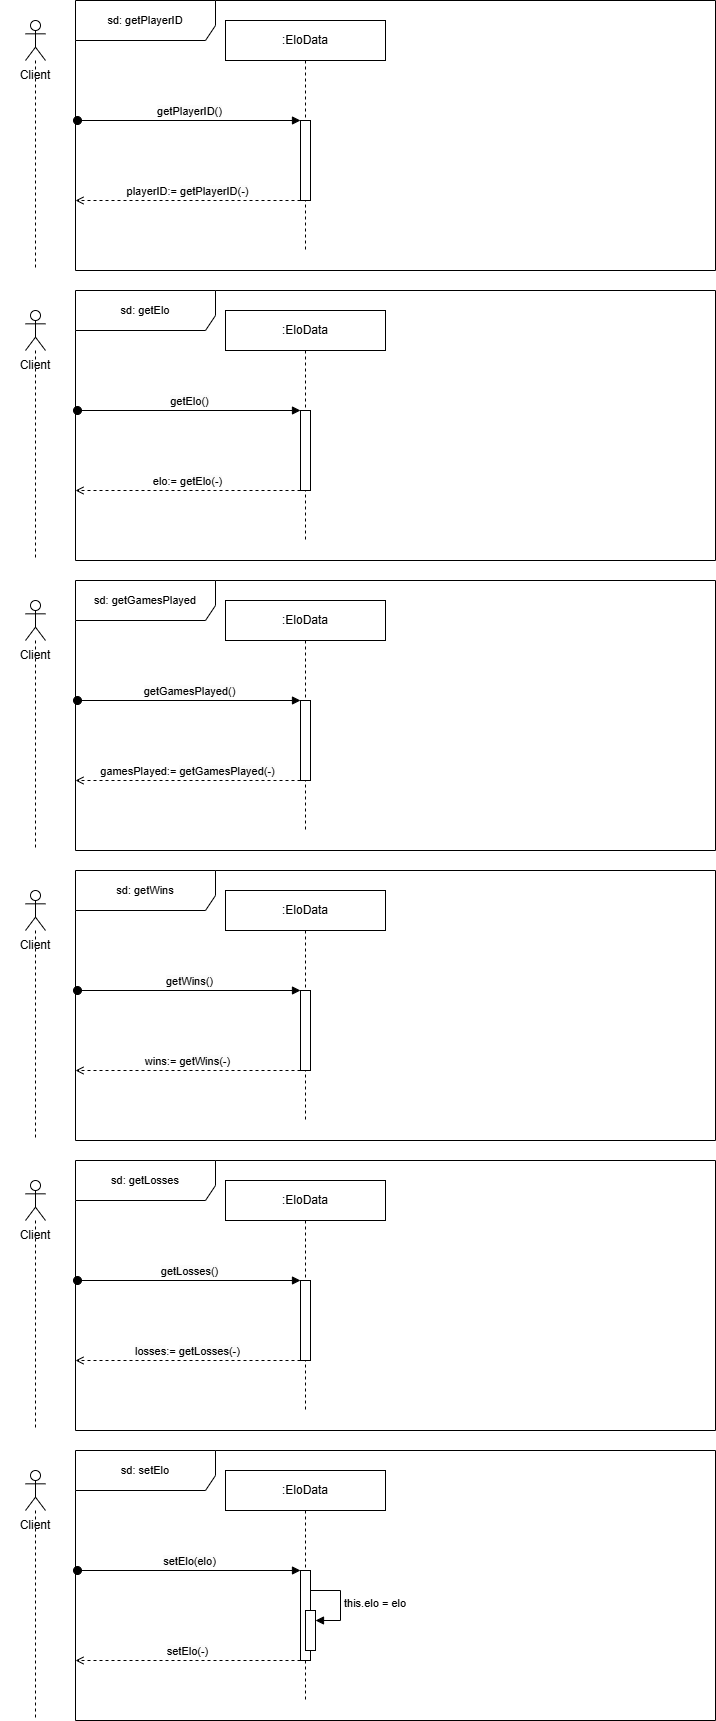 sd: getPlayerID
:EloData
Client
getPlayerID()
playerID:= getPlayerID(-)
sd: getElo
:EloData
Client
getElo()
elo:= getElo(-)
sd: getGamesPlayed
:EloData
Client
getGamesPlayed()
gamesPlayed:= getGamesPlayed(-)
sd: getWins
:EloData
Client
getWins()
wins:= getWins(-)
sd: getLosses
:EloData
Client
getLosses()
losses:= getLosses(-)
sd: setElo
:EloData
Client
setElo(elo)
this.elo = elo
setElo(-)